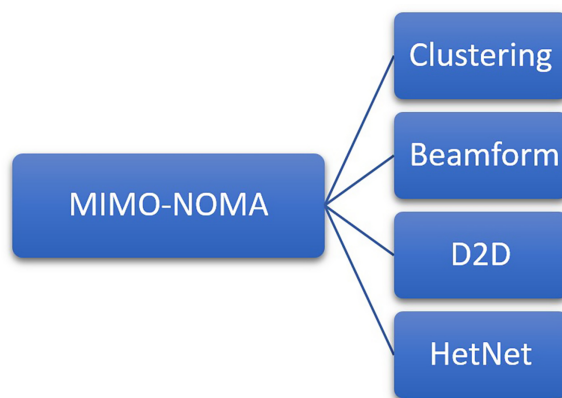 MIMO-NOMA
Clustering
Beamform
D2D
HetNet